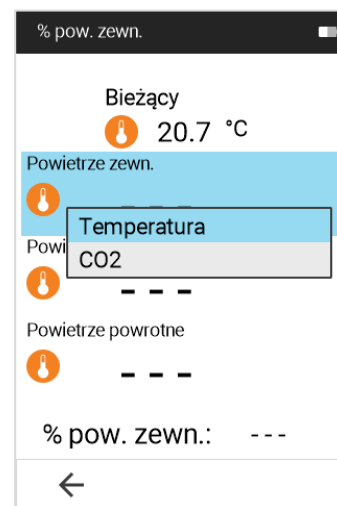 % pow. zewn.
Bieżący
20.7 °C
Powietrze zewn.
- - -
Temperatura
Powi
CO2
- - -
Powietrze powrotne
- - -
% pow. zewn.: - - -